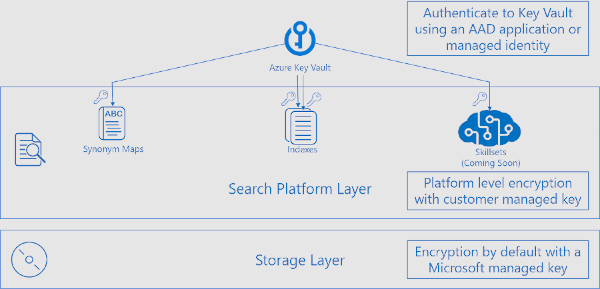 Authenticate to Key Vault
using an AAD application or
managed identity
Azure Key Vault
ABC
Synonym Maps
Indexes
Skillsets
(Coming Soon)
Search Platform Layer
Platform level encryption
with customer managed key
Storage Layer
Encryption by default with a
Microsoft managed key